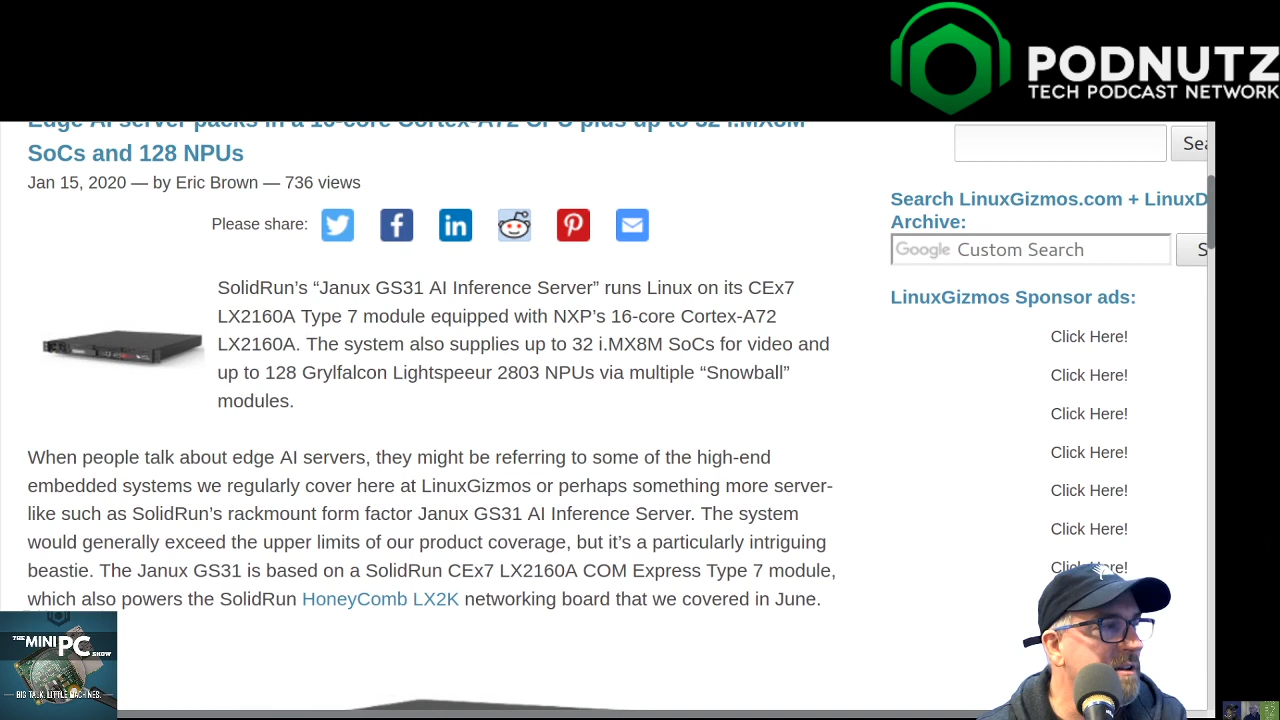 PODNUTZ
TECH PODCAST NETWORK
Edge AI server packs in a 16-core Cortex-A72 CPU plus up to 32 i.MX8M
SoCs and 128 NPUs
Jan 15, 2020 — by Eric Brown — 736 views
Please share:
SolidRun’s “Janux GS31 AI Inference Server” runs Linux on its CEx7
LX2160A Type 7 module equipped with NXP’s 16-core Cortex-A72
LX2160A. The system also supplies up to 32 i.MX8M SoCs for video and
up to 128 Grylfalcon Lightspeeur 2803 NPUs via multiple “Snowball”
modules.
When people talk about edge AI servers, they might be referring to some of the high-end
embedded systems we regularly cover here at LinuxGizmos or perhaps something more server-
like such as SolidRun’s rackmount form factor Janux GS31 AI Inference Server. The system
would generally exceed the upper limits of our product coverage, but it’s a particularly intriguing
beastie. The Janux GS31 is based on a SolidRun CEx7 LX2160A COM Express Type 7 module,
which also powers the SolidRun HoneyComb LX2K networking board that we covered in June.
Sea
Search LinuxGizmos.com + LinuxD
Archive:
Google Custom Search
S
LinuxGizmos Sponsor ads:
Click Here!
Click Here!
Click Here!
Click Here!
Click Here!
Click Here!
Click Here!
THE MINI PC SHOW
BIG TALK. LITTLE MACHINES.